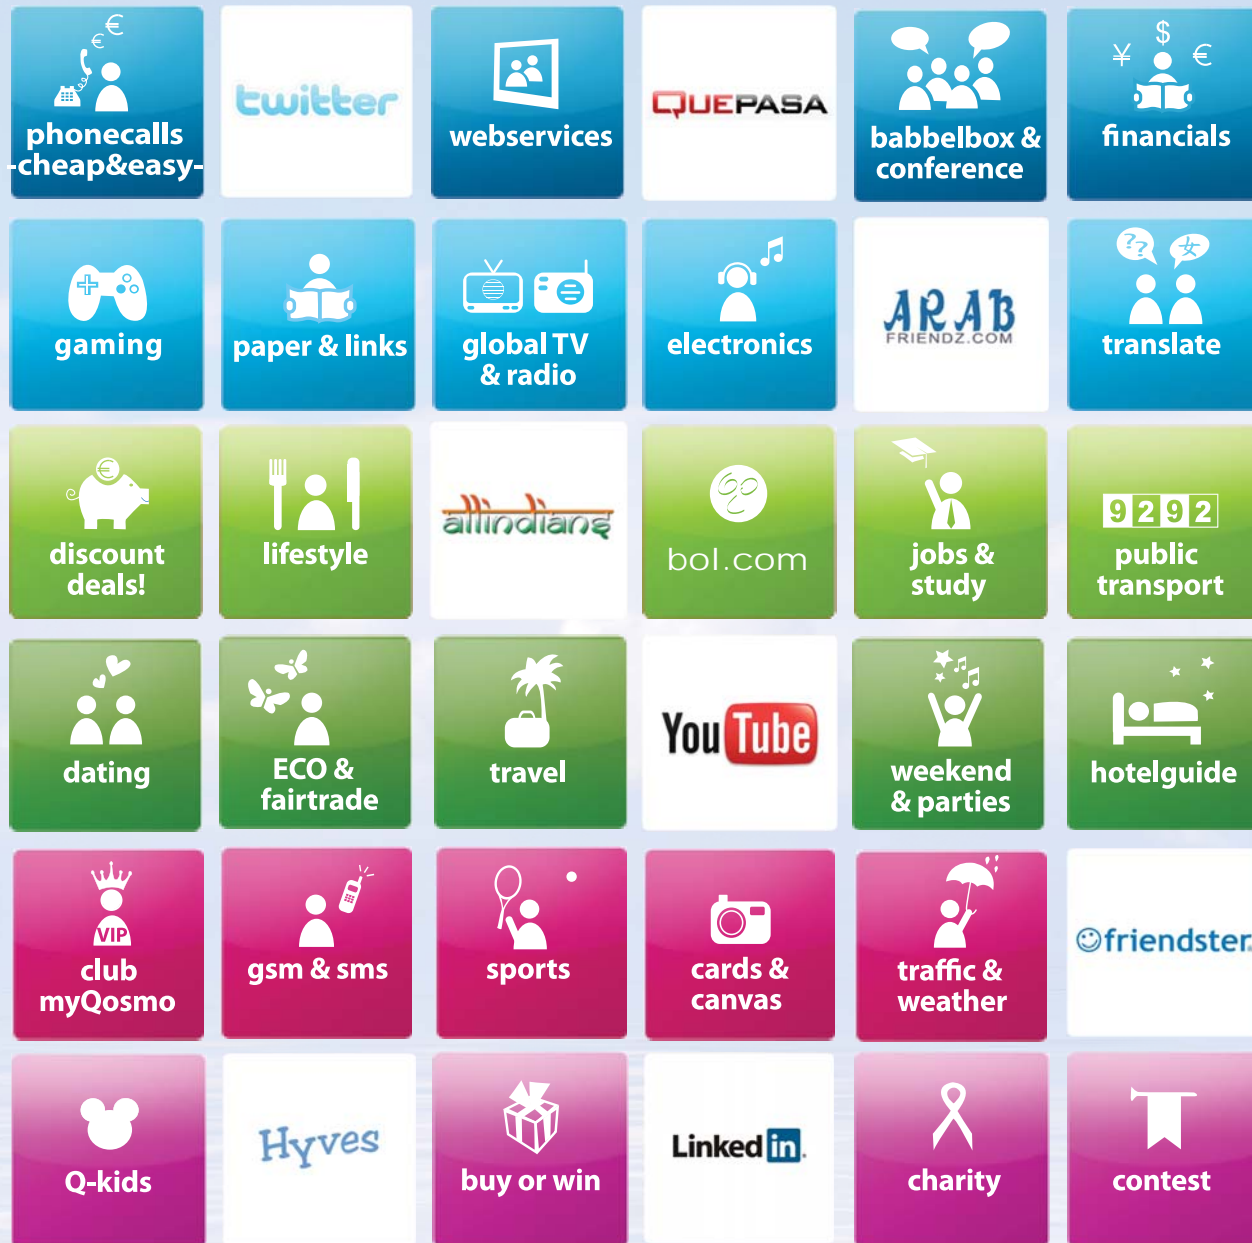 €
€
€
phonecalls
-cheap&easy-
twitter
webservices
QUEPASA
babbelbox &
conference
¥ $ €
financials
gaming
paper & links
global TV
& radio
electronics
ARAB
FRIENDZ.COM
?? 女
translate
€
discount
deals!
lifestyle
allindians
bol.com
jobs &
study
9292
public
transport
dating
ECO &
fairtrade
travel
YouTube
weekend
& parties
hotelguide
VIP
club
myQosmo
gsm & sms
sports
cards &
canvas
traffic &
weather
friendster
Q-kids
Hyves
buy or win
Linked in.
charity
contest